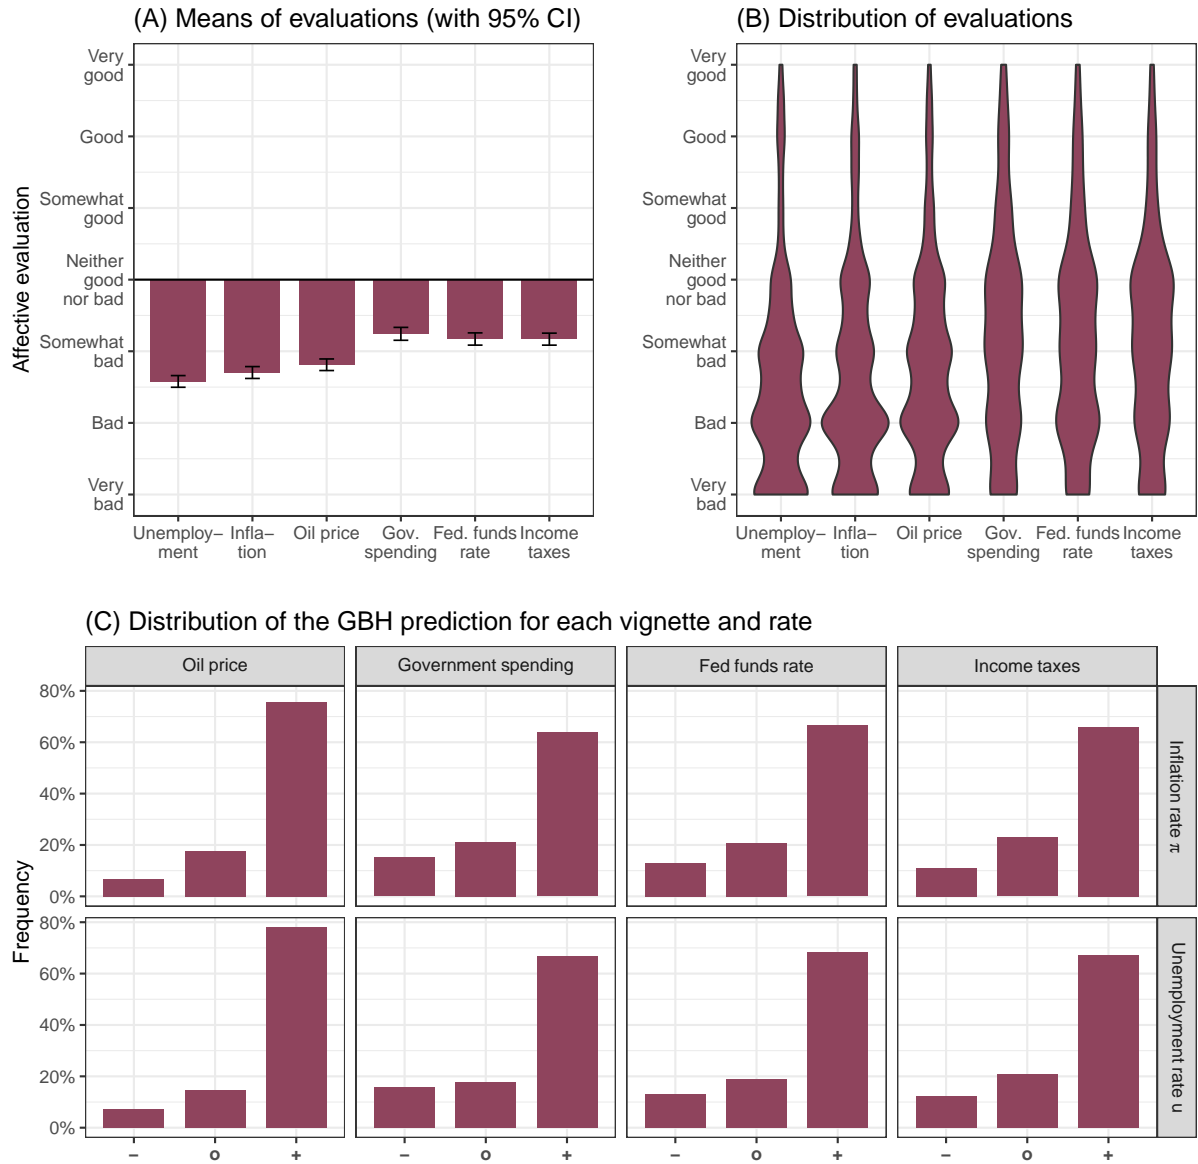 (A) Means of evaluations (with 95% CI)
Affective evaluation
Very
good
Good
Somewhat
good
Neither
good
nor bad
Somewhat
bad
Bad
Very
bad
Unemploy−
ment
Infla−
tion
Oil price
Gov.
spending
Fed. funds
rate
Income
taxes
(B) Distribution of evaluations
Very
good
Good
Somewhat
good
Neither
good
nor bad
Somewhat
bad
Bad
Very
bad
Unemploy−
ment
Infla−
tion
Oil price
Gov.
spending
Fed. funds
rate
Income
taxes
(C) Distribution of the GBH prediction for each vignette and rate
Oil price
Government spending
Fed funds rate
Income taxes
Frequency
80%
60%
40%
20%
0%
Inflation rate π
80%
60%
40%
20%
0%
Unemployment rate u
− o +
− o +
− o +
− o +